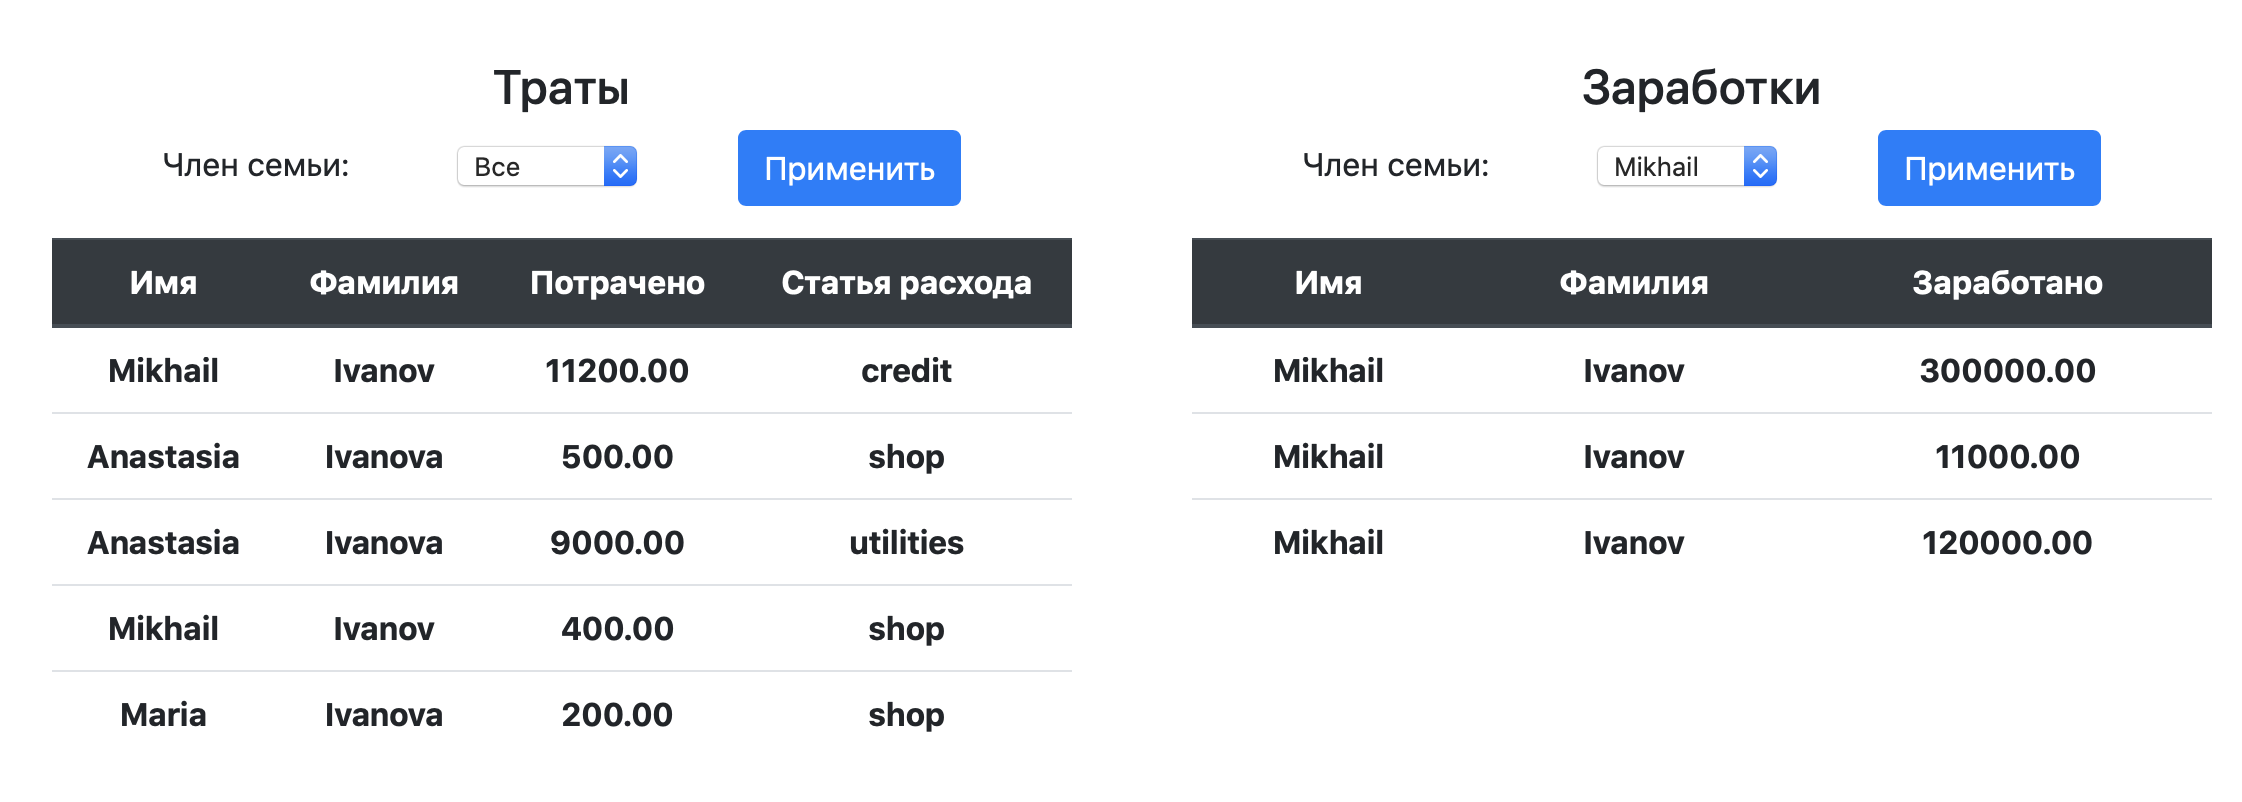 Траты
Член семьи: Все Применить
Имя Фамилия Потрачено Статья расхода
Mikhail Ivanov 11200.00 credit
Anastasia Ivanova 500.00 shop
Anastasia Ivanova 9000.00 utilities
Mikhail Ivanov 400.00 shop
Maria Ivanova 200.00 shop
Заработки
Член семьи: Mikhail Применить
Имя Фамилия Заработано
Mikhail Ivanov 300000.00
Mikhail Ivanov 11000.00
Mikhail Ivanov 120000.00